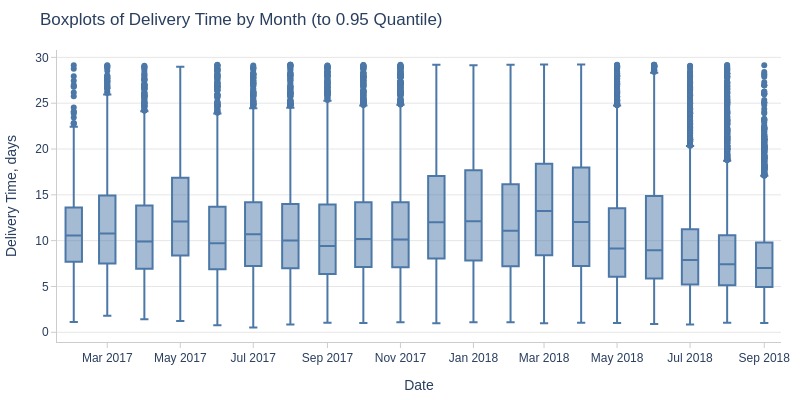 Boxplots of Delivery Time by Month (to 0.95 Quantile)
30
25
20
15
10
5
0
Delivery Time, days
Mar 2017 May 2017 Jul 2017 Sep 2017 Nov 2017 Jan 2018 Mar 2018 May 2018 Jul 2018 Sep 2018
Date